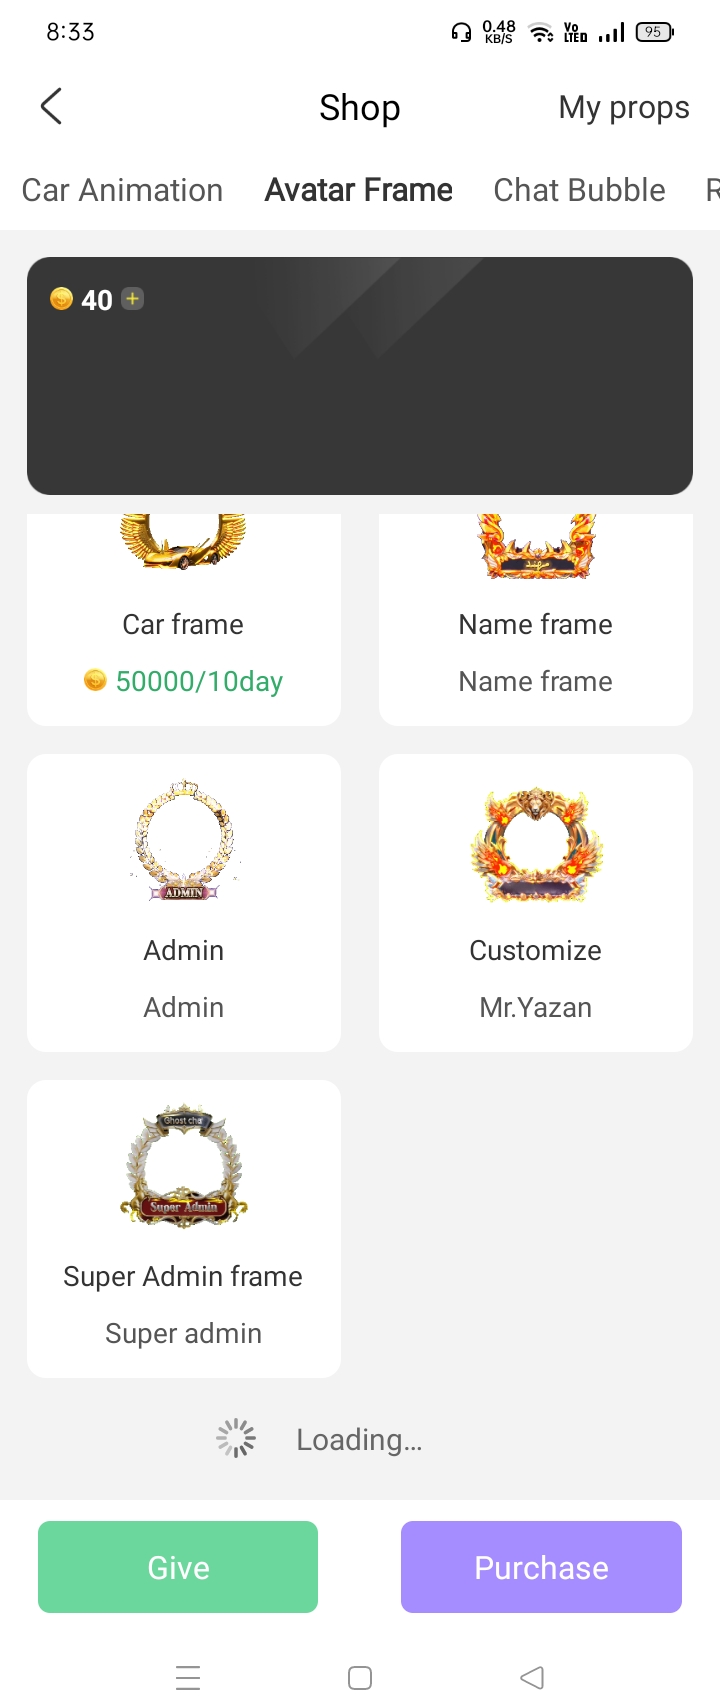 8:33
0.48
KB/S
Vo
LTE
95
Shop
My props
Car Animation
Avatar Frame
Chat Bubble
R
40
Car frame
Name frame
50000/10day
Name frame
ADMIN
Admin
Customize
Admin
Mr.Yazan
Ghost cha
Super Admin
Super Admin frame
Super admin
Loading...
Give
Purchase